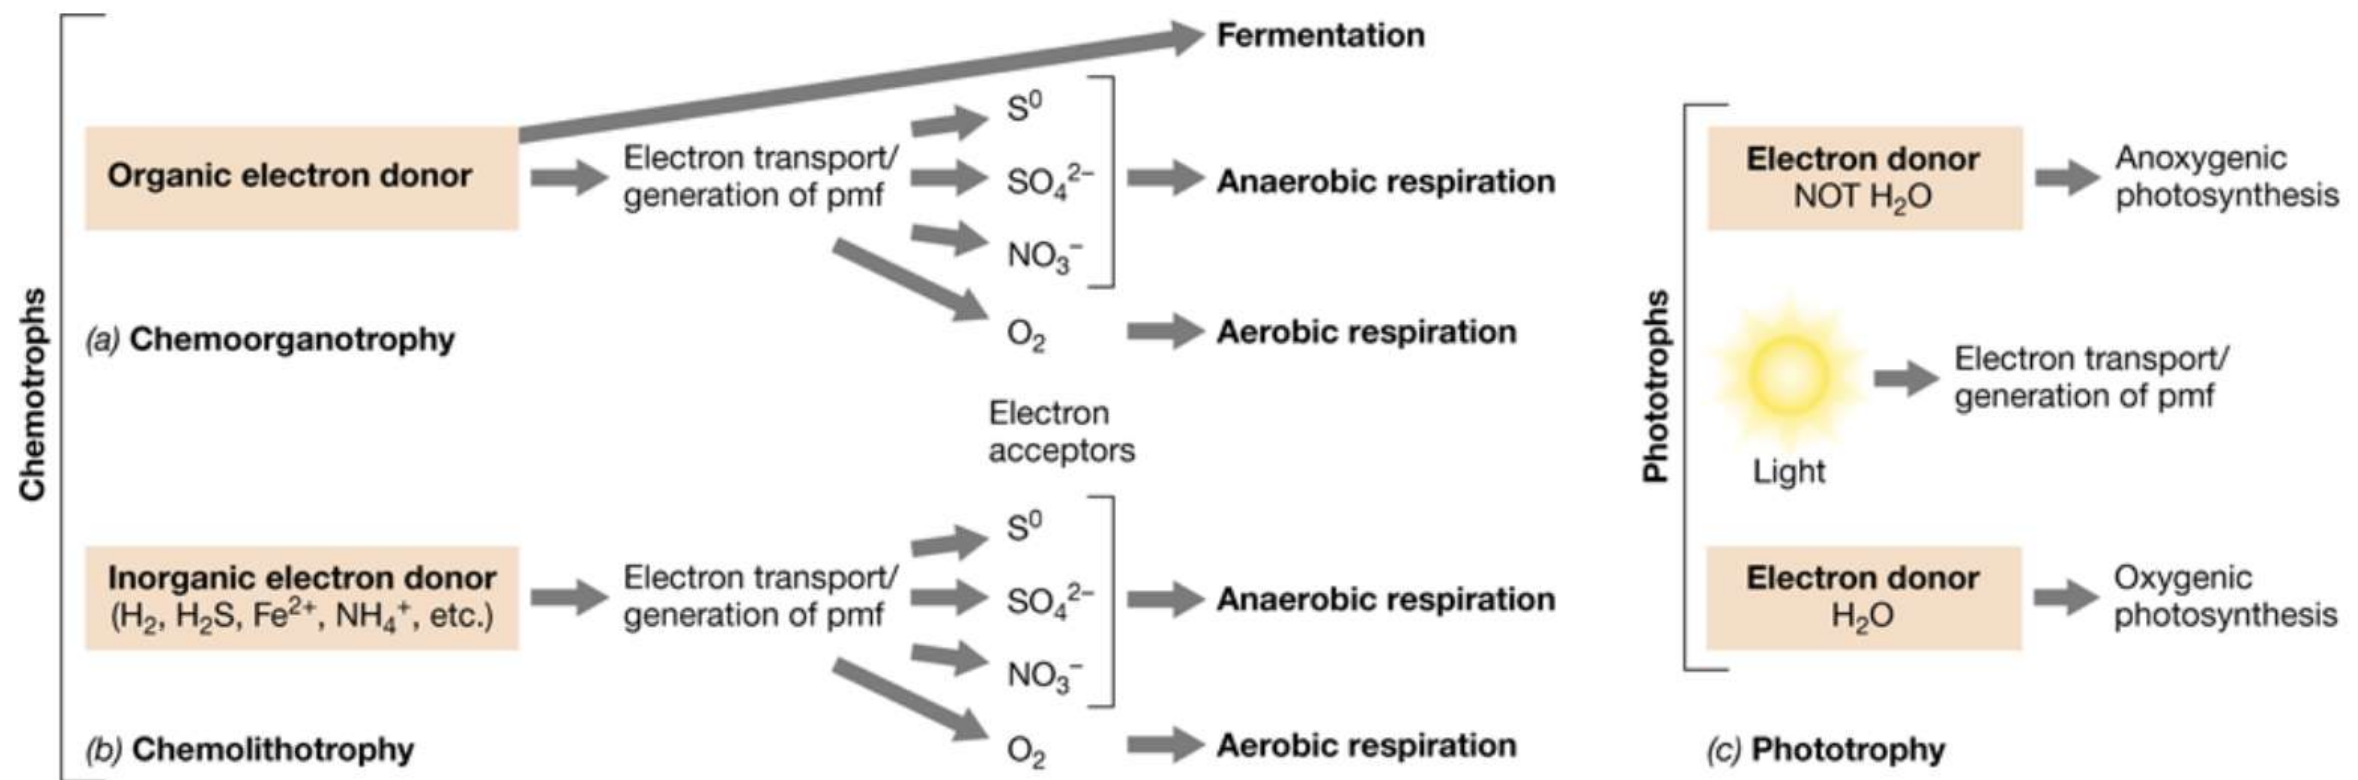 Chemotrophs
Fermentation
Organic electron donor
Electron transport/
generation of pmf
S⁰
SO₄²⁻
NO₃⁻
Anaerobic respiration
O₂
Aerobic respiration
(a) Chemoorganotrophy
Electron
acceptors
Inorganic electron donor
(H₂, H₂S, Fe²⁺, NH₄⁺, etc.)
Electron transport/
generation of pmf
S⁰
SO₄²⁻
NO₃⁻
Anaerobic respiration
O₂
Aerobic respiration
(b) Chemolithotrophy
Phototrophs
Electron donor
NOT H₂O
Anoxygenic
photosynthesis
Light
Electron transport/
generation of pmf
Electron donor
H₂O
Oxygenic
photosynthesis
(c) Phototrophy